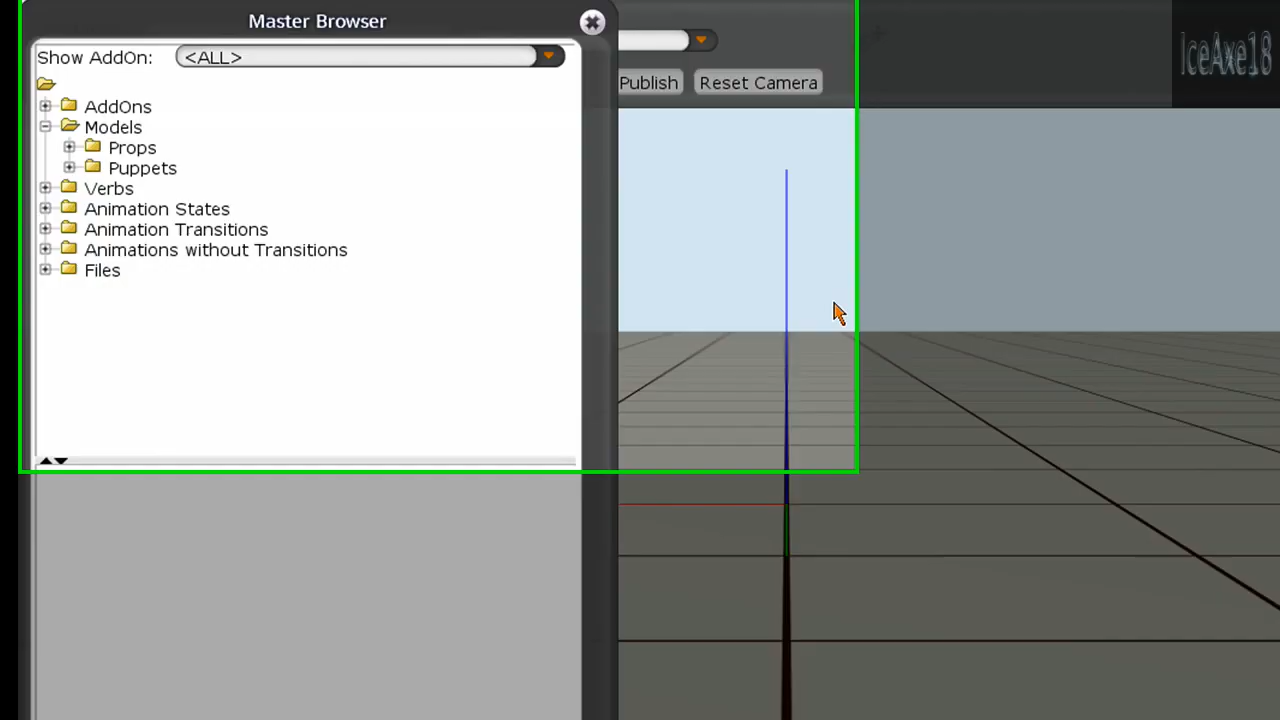 Master Browser
IceAxe18
Show AddOn: <ALL>
Publish Reset Camera
AddOns
Models
Props
Puppets
Verbs
Animation States
Animation Transitions
Animations without Transitions
Files